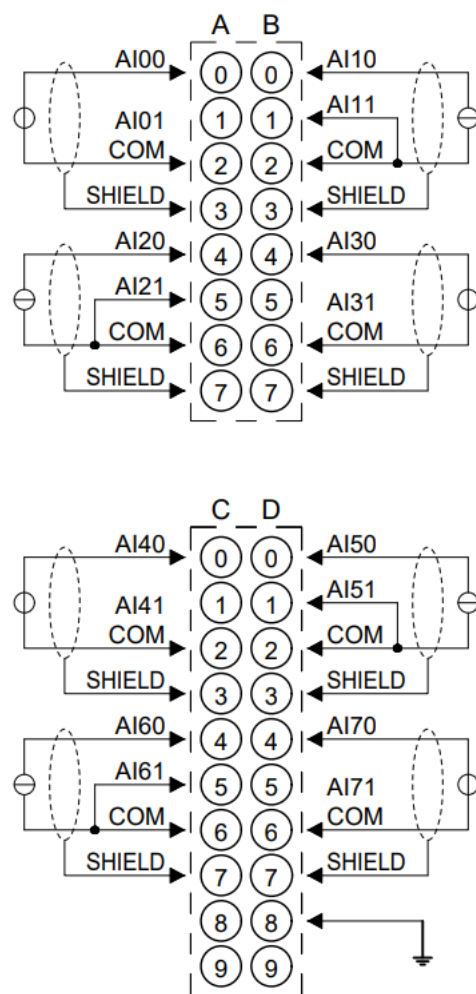 A B
AI00 0 0 AI10
AI01 1 1 AI11
COM 2 2 COM
SHIELD 3 3 SHIELD
AI20 4 4 AI30
AI21 5 5 AI31
COM 6 6 COM
SHIELD 7 7 SHIELD
C D
AI40 0 0 AI50
AI41 1 1 AI51
COM 2 2 COM
SHIELD 3 3 SHIELD
AI60 4 4 AI70
AI61 5 5 AI71
COM 6 6 COM
SHIELD 7 7 SHIELD
8 8
9 9